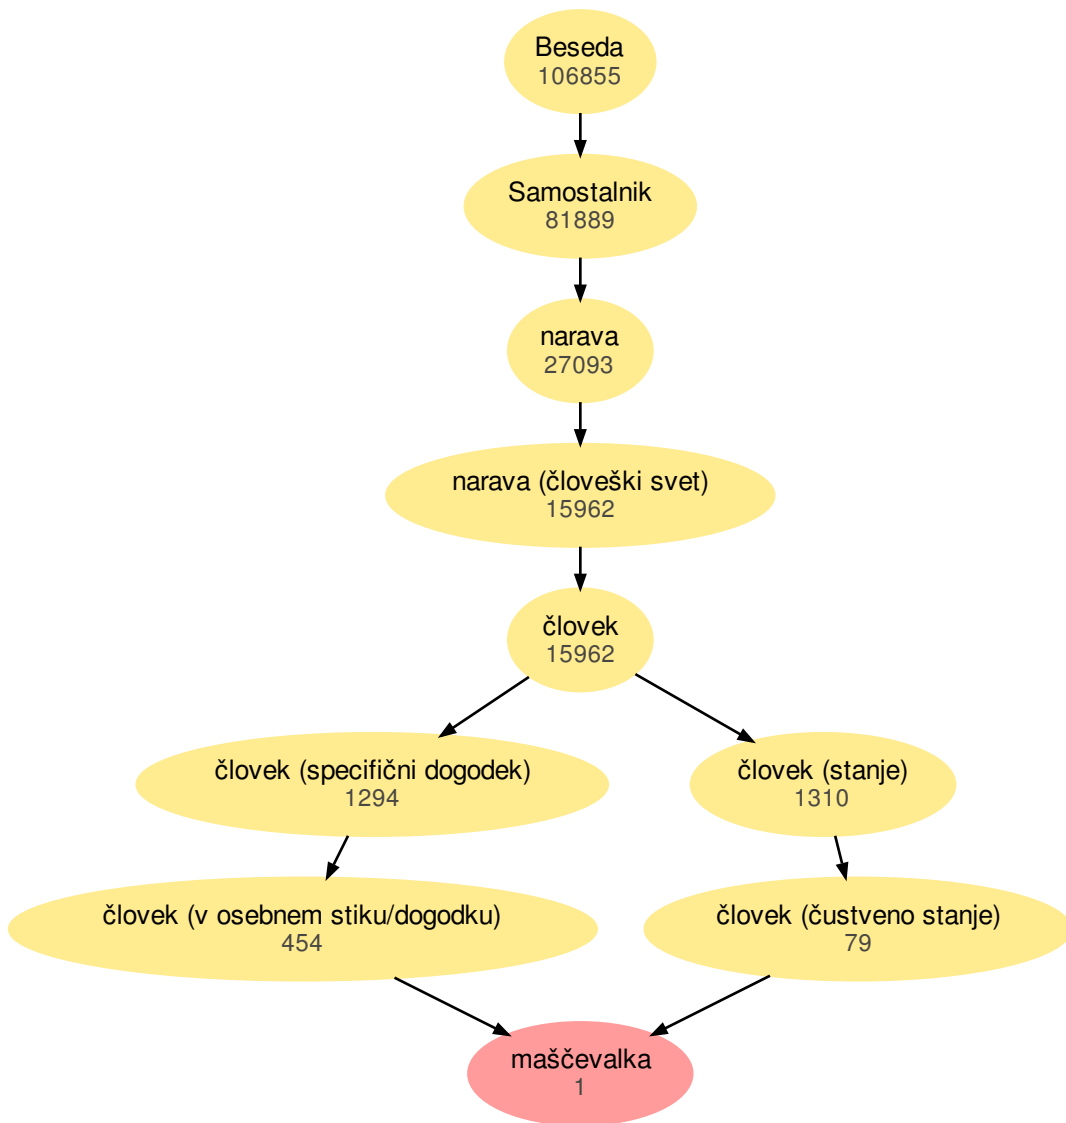 Beseda
106855
Samostalnik
81889
narava
27093
narava (človeški svet)
15962
človek
15962
človek (specifični dogodek)
1294
človek (stanje)
1310
človek (v osebnem stiku/dogodku)
454
človek (čustveno stanje)
79
maščevalka
1